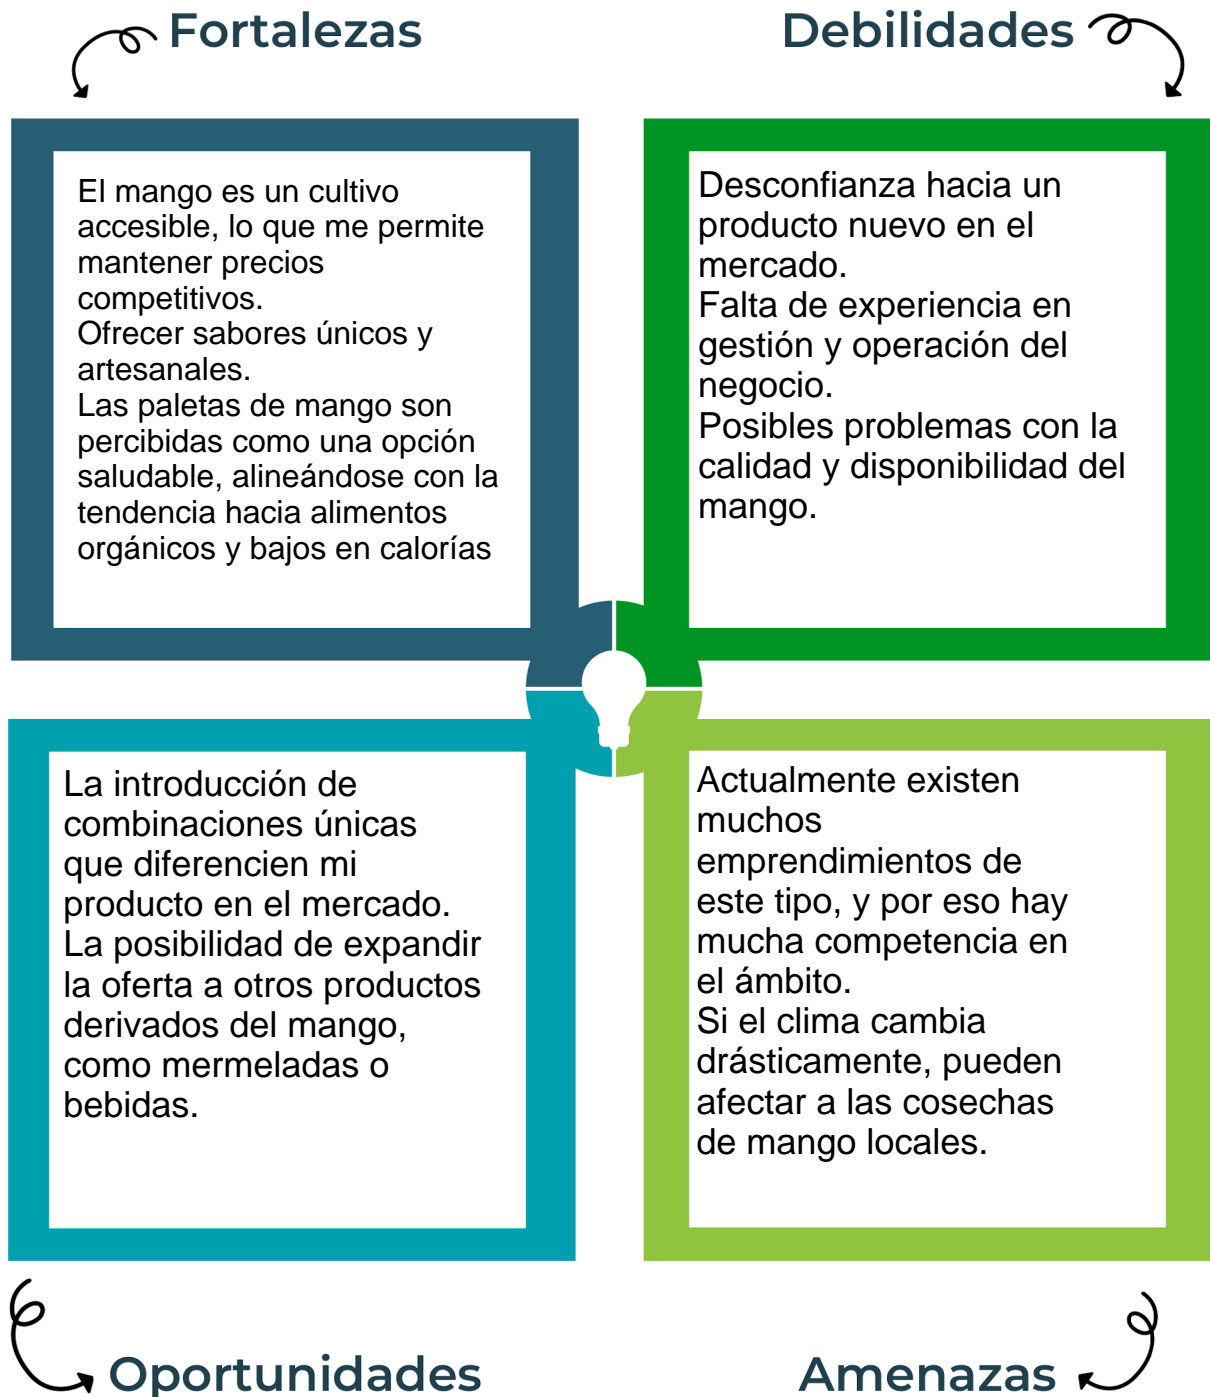 Fortalezas
El mango es un cultivo
accesible, lo que me permite
mantener precios
competitivos.
Ofrecer sabores únicos y
artesanales.
Las paletas de mango son
percibidas como una opción
saludable, alineándose con la
tendencia hacia alimentos
orgánicos y bajos en calorías
Debilidades
Desconfianza hacia un
producto nuevo en el
mercado.
Falta de experiencia en
gestión y operación del
negocio.
Posibles problemas con la
calidad y disponibilidad del
mango.
La introducción de
combinaciones únicas
que diferencien mi
producto en el mercado.
La posibilidad de expandir
la oferta a otros productos
derivados del mango,
como mermeladas o
bebidas.
Oportunidades
Actualmente existen
muchos
emprendimientos de
este tipo, y por eso hay
mucha competencia en
el ámbito.
Si el clima cambia
drásticamente, pueden
afectar a las cosechas
de mango locales.
Amenazas